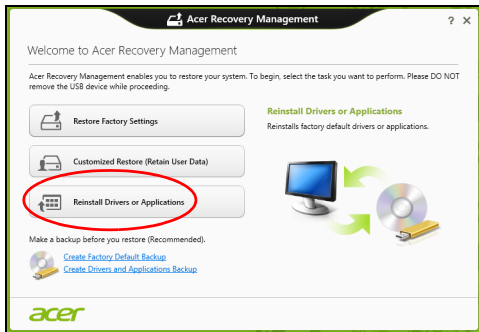 Acer Recovery Management
? ×
Welcome to Acer Recovery Management
Acer Recovery Management enables you to restore your system. To begin, select the task you want to perform. Please DO NOT
remove the USB device while proceeding.
Restore Factory Settings
Customized Restore (Retain User Data)
Reinstall Drivers or Applications
Reinstall Drivers or Applications
Reinstalls factory default drivers or applications.
Make a backup before you restore (Recommended).
Create Factory Default Backup
Create Drivers and Applications Backup
acer